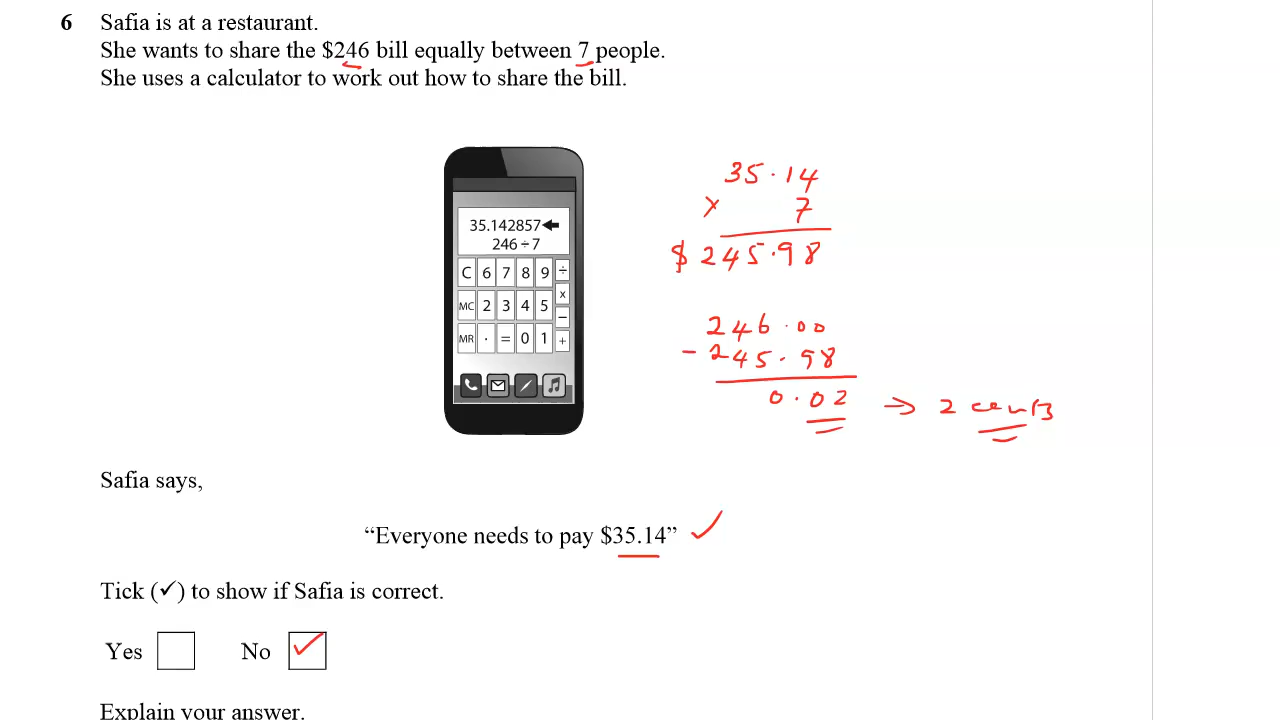 6 Safia is at a restaurant.
She wants to share the $246 bill equally between 7 people.
She uses a calculator to work out how to share the bill.
35.142857
246 ÷ 7
C 6 7 8 9 ÷
MC 2 3 4 5 x −
MR . = 0 1 +
35.14
x 7
$ 245.98
246.00
- 245.98
0.02 ⇒ 2 cents
Safia says,
“Everyone needs to pay $35.14” ✓
Tick (✓) to show if Safia is correct.
Yes No ✓
Explain your answer.